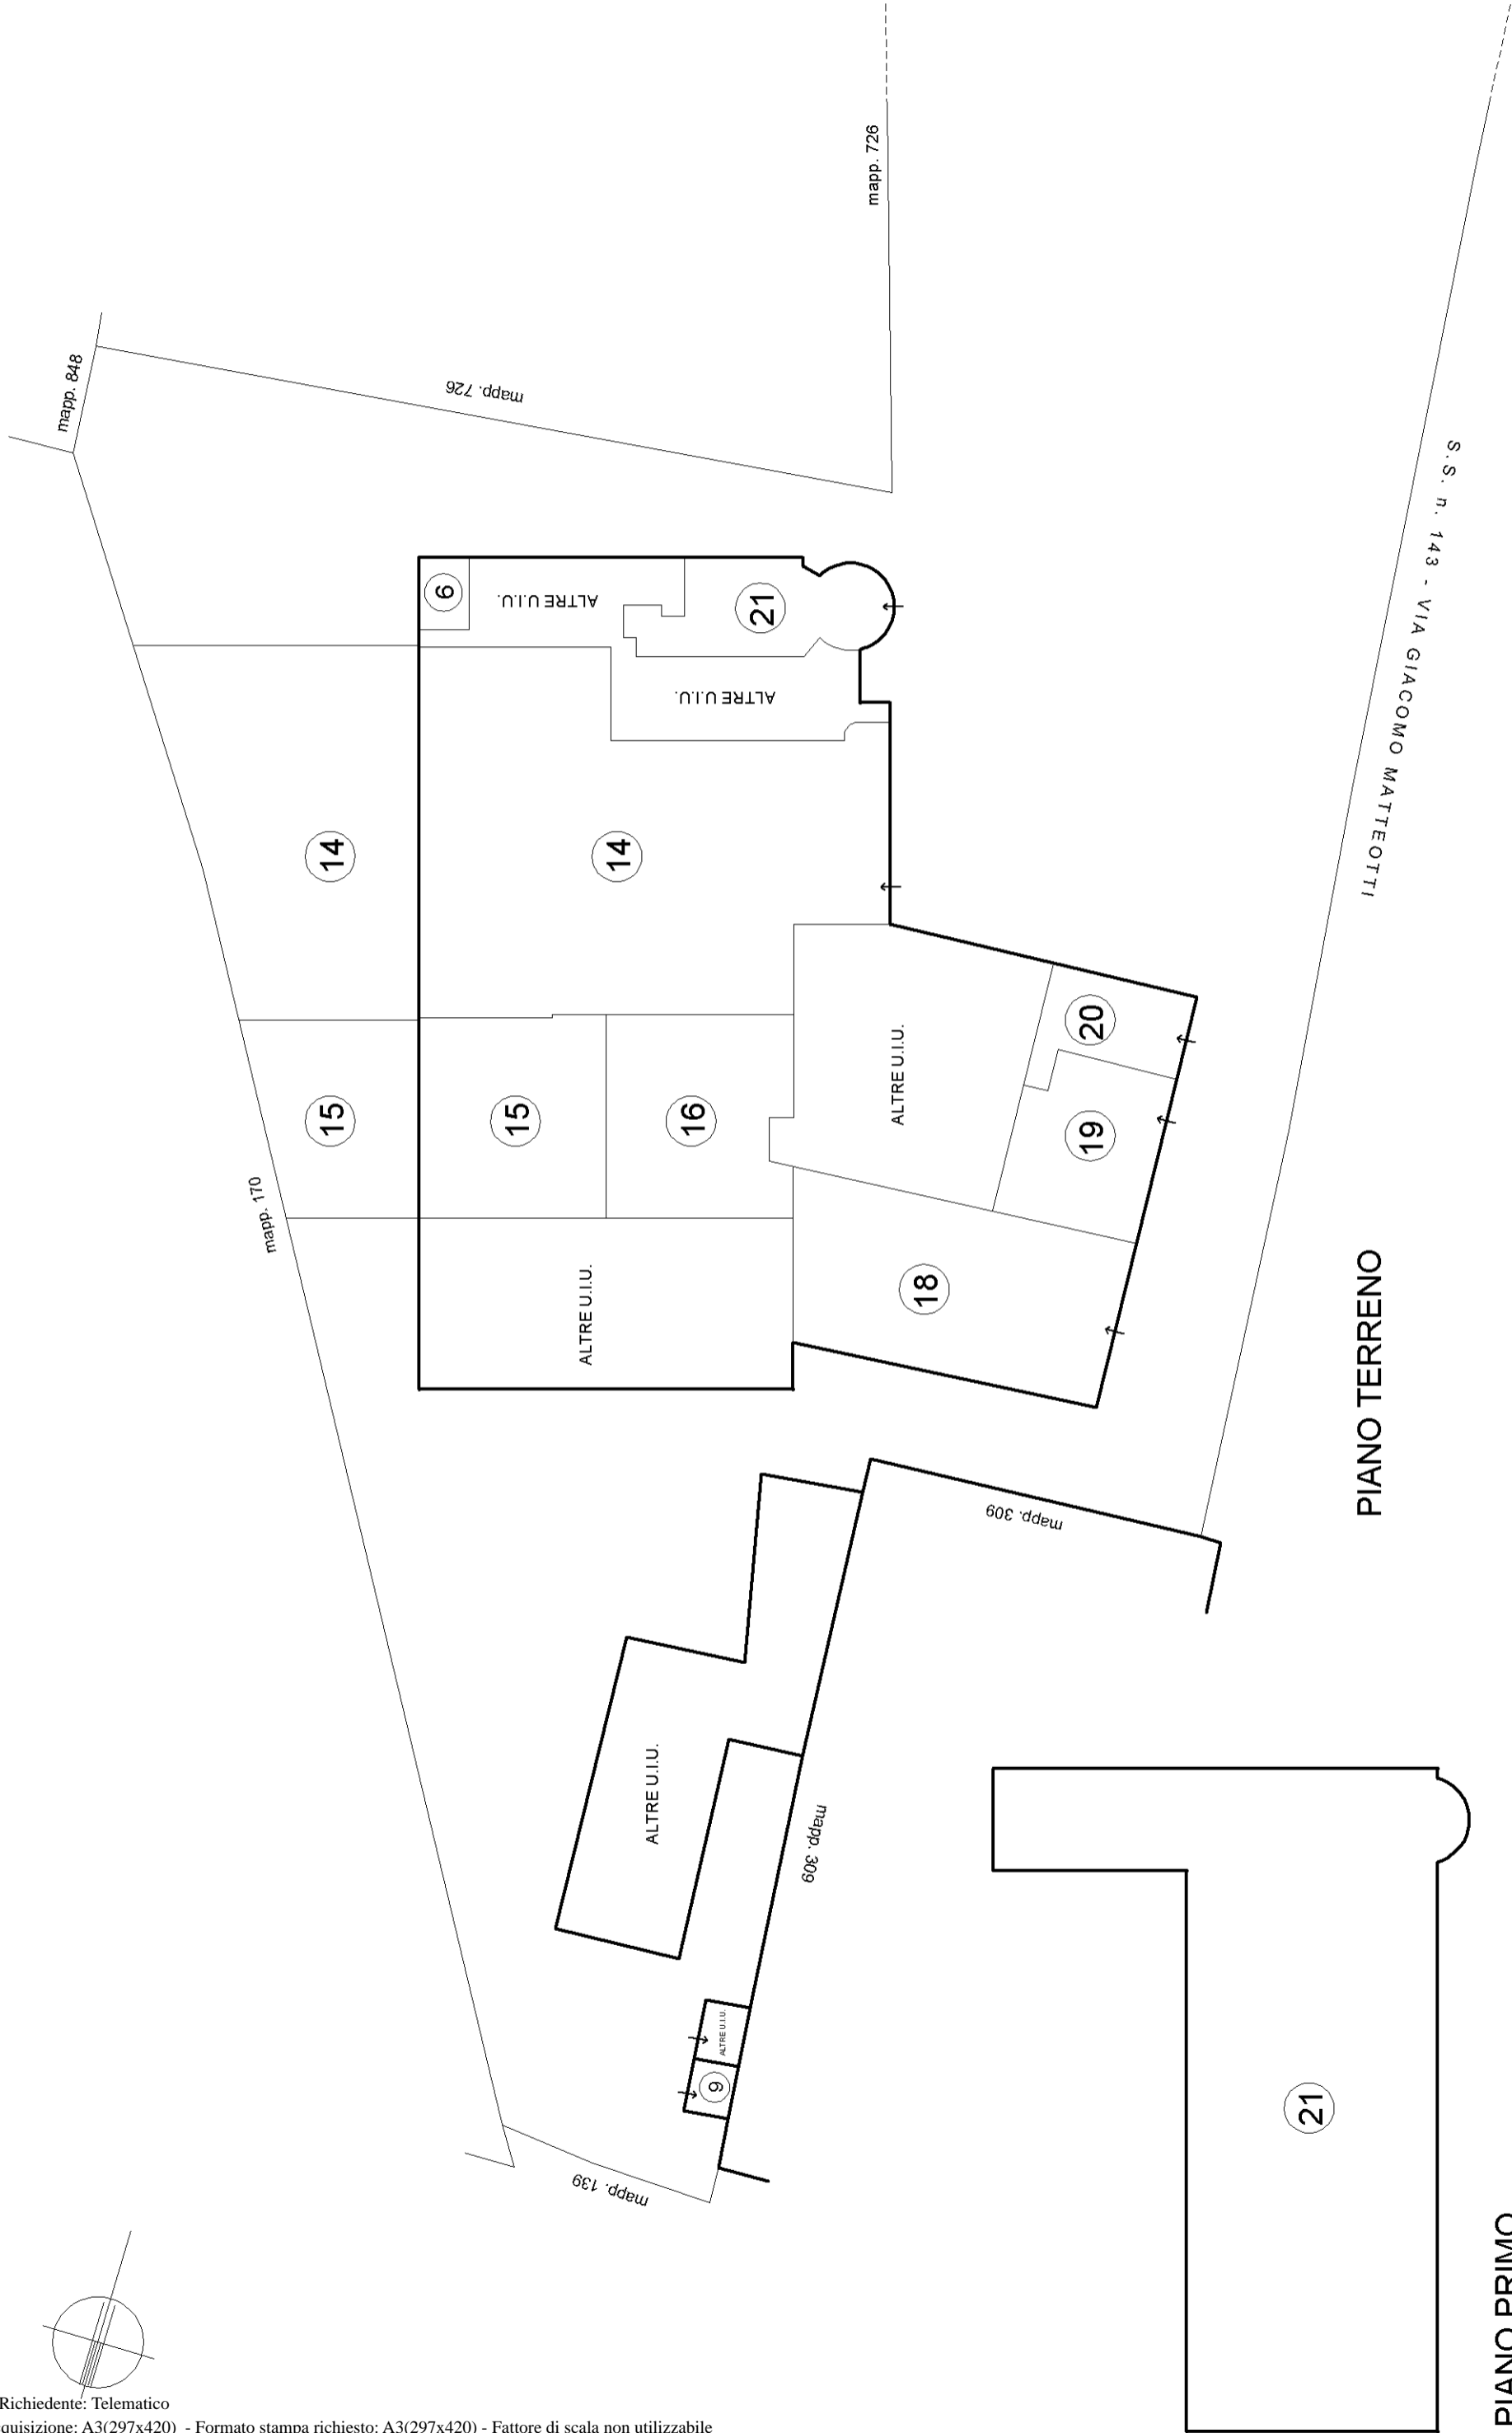 mapp. 726
mapp. 848
mapp. 726
S.S. n. 143 - VIA GIACOMO MATTEOTTI
6
ALTRE U.I.U.
21
ALTRE U.I.U.
14
14
20
ALTRE U.I.U.
15
15
16
19
mapp. 170
18
ALTRE U.I.U.
PIANO TERRENO
mapp. 309
ALTRE U.I.U.
mapp. 309
ALTRE U.I.U.
9
21
mapp. 139
PIANO PRIMO
Richiedente: Telematico
quisizione: A3(297x420) - Formato stampa richiesto: A3(297x420) - Fattore di scala non utilizzabile